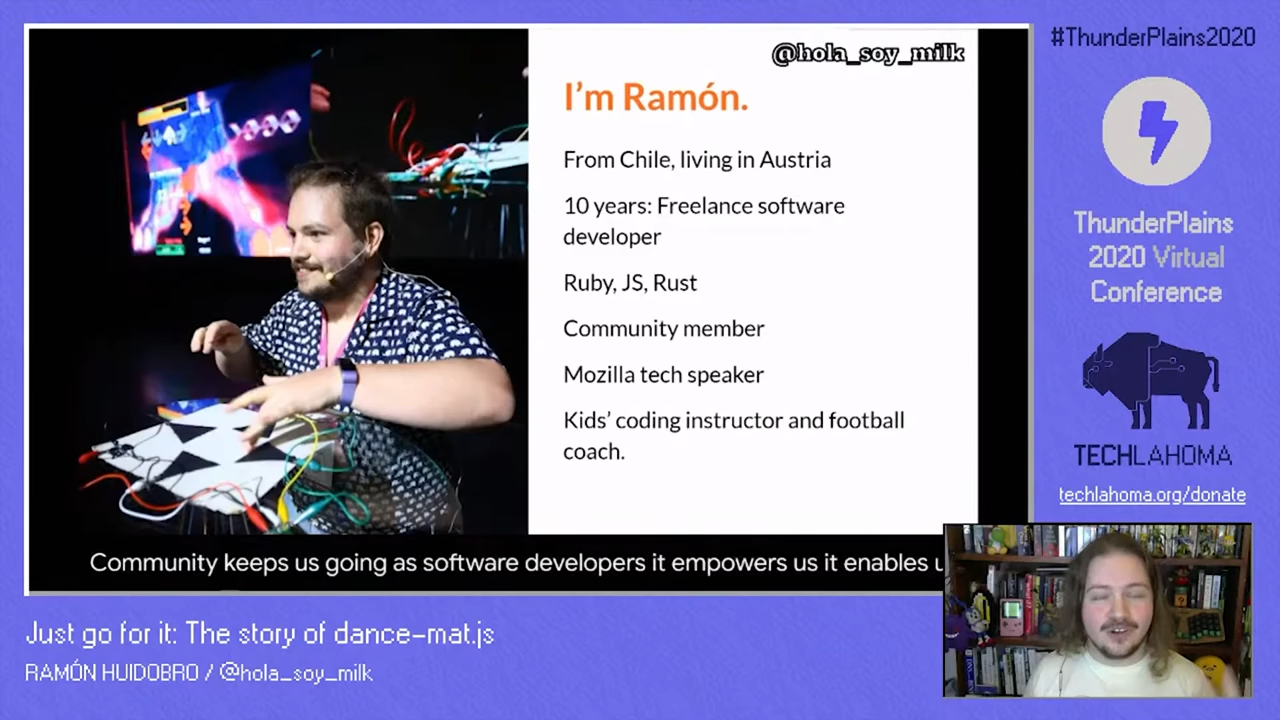 @hola_soy_milk
I'm Ramón.
From Chile, living in Austria
10 years: Freelance software
developer
Ruby, JS, Rust
Community member
Mozilla tech speaker
Kids' coding instructor and football
coach.
Community keeps us going as software developers it empowers us it enables u
Just go for it: The story of dance-mat.js
RAMÓN HUIDOBRO / @hola_soy_milk
#ThunderPlains2020
ThunderPlains
2020 Virtual
Conference
TECHLAHOMA
techlahoma.org/donate